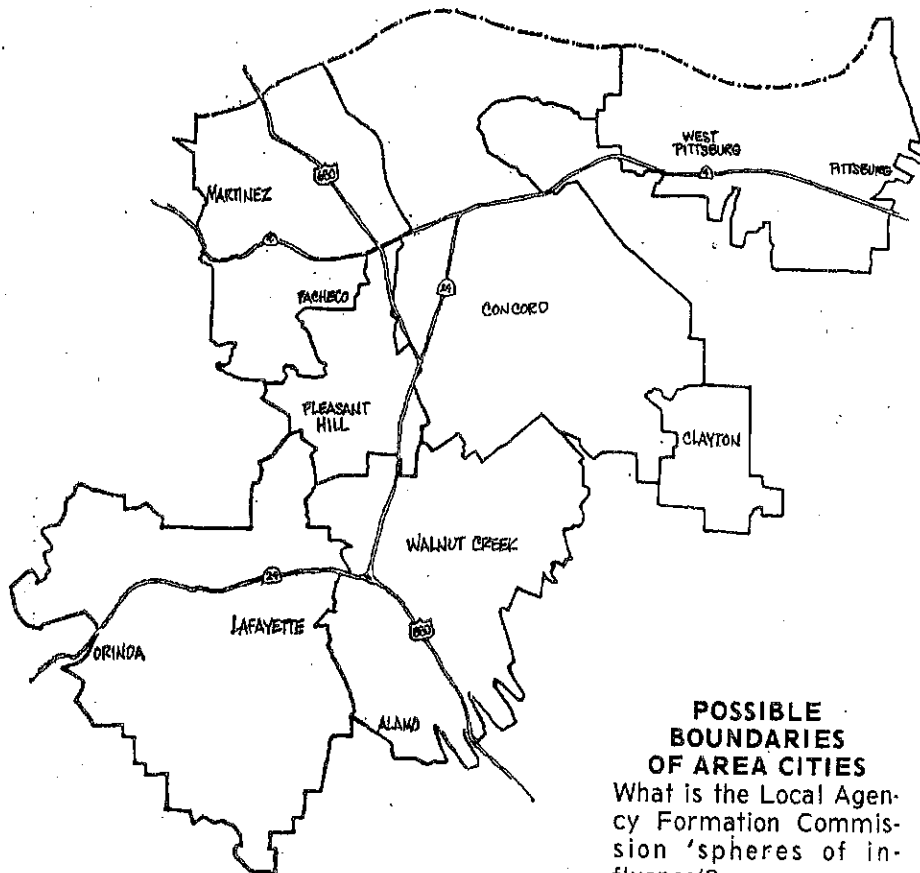 WEST
PITTSBURG
PITTSBURG
4
680
MARTINEZ
4
24
PACHECO
CONCORD
PLEASANT
HILL
CLAYTON
WALNUT CREEK
24
LAFAYETTE
680
ORINDA
ALAMO
POSSIBLE
BOUNDARIES
OF AREA CITIES
What is the Local Agen-
cy Formation Commis-
sion 'spheres of in-